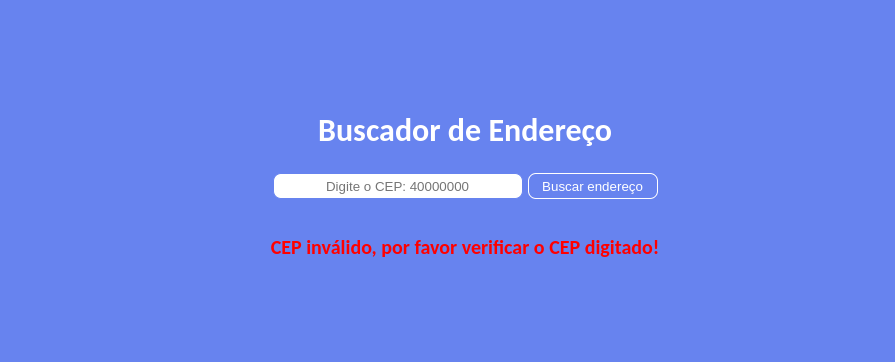 Buscador de Endereço
Digite o CEP: 40000000 Buscar endereço
CEP inválido, por favor verificar o CEP digitado!